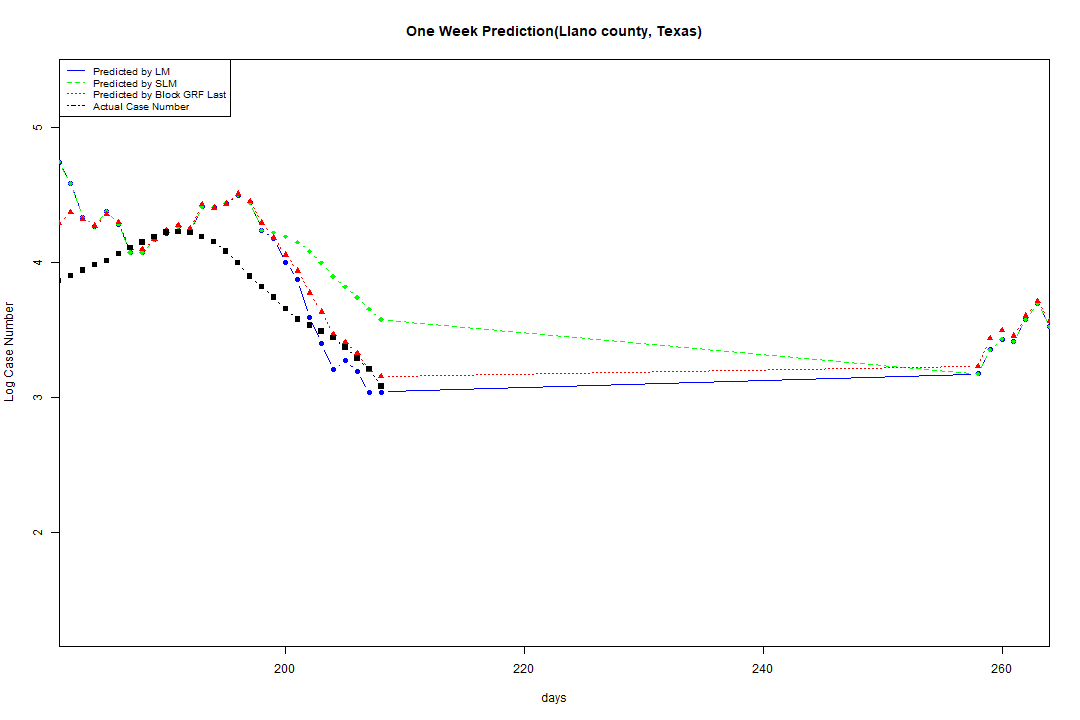 One Week Prediction(Llano county, Texas)
Predicted by LM
Predicted by SLM
Predicted by Block GRF Last
Actual Case Number
5
4
3
2
Log Case Number
200 220 240 260
days